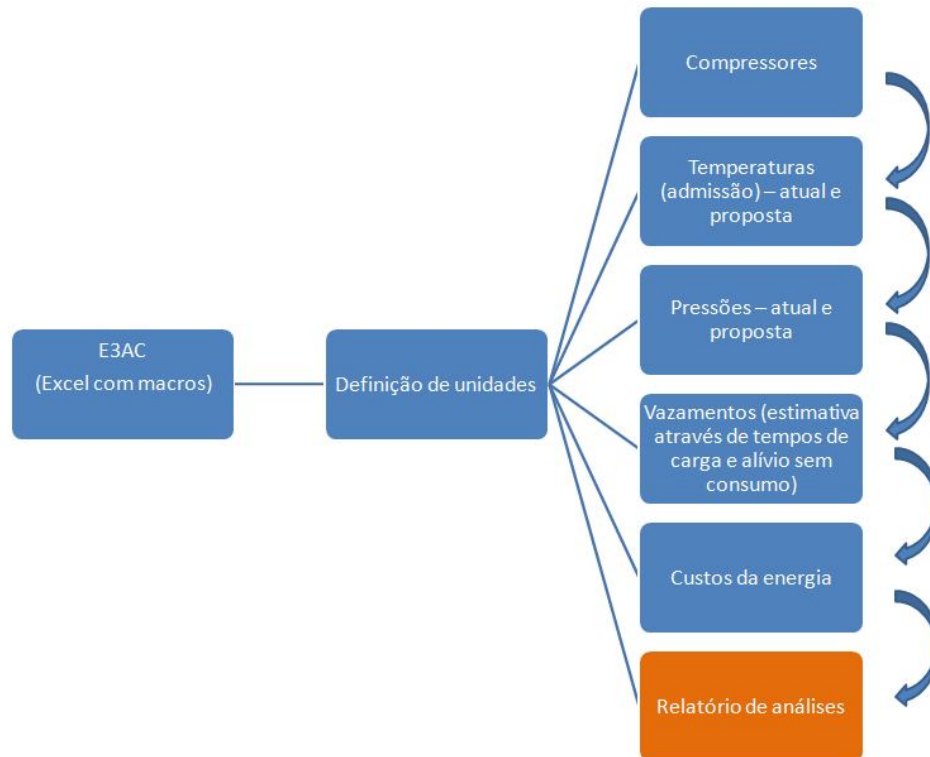 Compressores
Temperaturas
(admissão) – atual e
proposta
Pressões – atual e
proposta
E3AC
(Excel com macros)
Definição de unidades
Vazamentos (estimativa
através de tempos de
carga e alívio sem
consumo)
Custos da energia
Relatório de análises